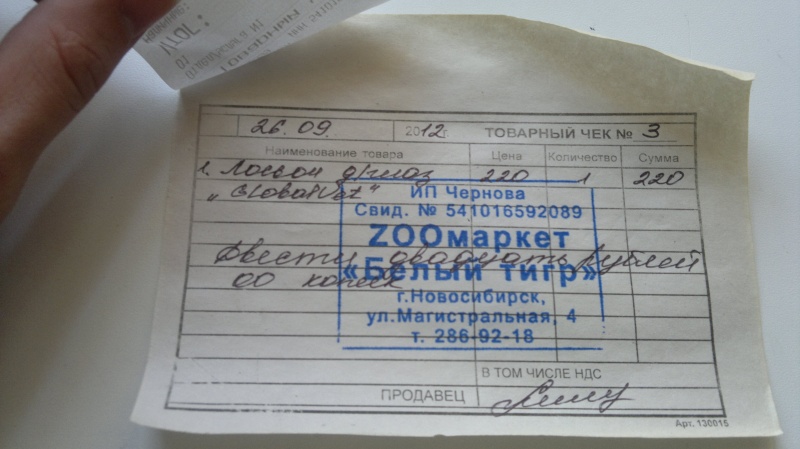 26.09. 2012г. ТОВАРНЫЙ ЧЕК № 3
Наименование товара Цена Количество Сумма
1. Лосьон д/глаз 220 1 220
"GlobalVet"
ИП Чернова
Свид. № 541016592089
ZOOмаркет
Двести двадцать рублей
«Белый тигр»
00 копеек
г.Новосибирск,
ул.Магистральная, 4
т. 286-92-18
В ТОМ ЧИСЛЕ НДС
ПРОДАВЕЦ
Арт. 130015